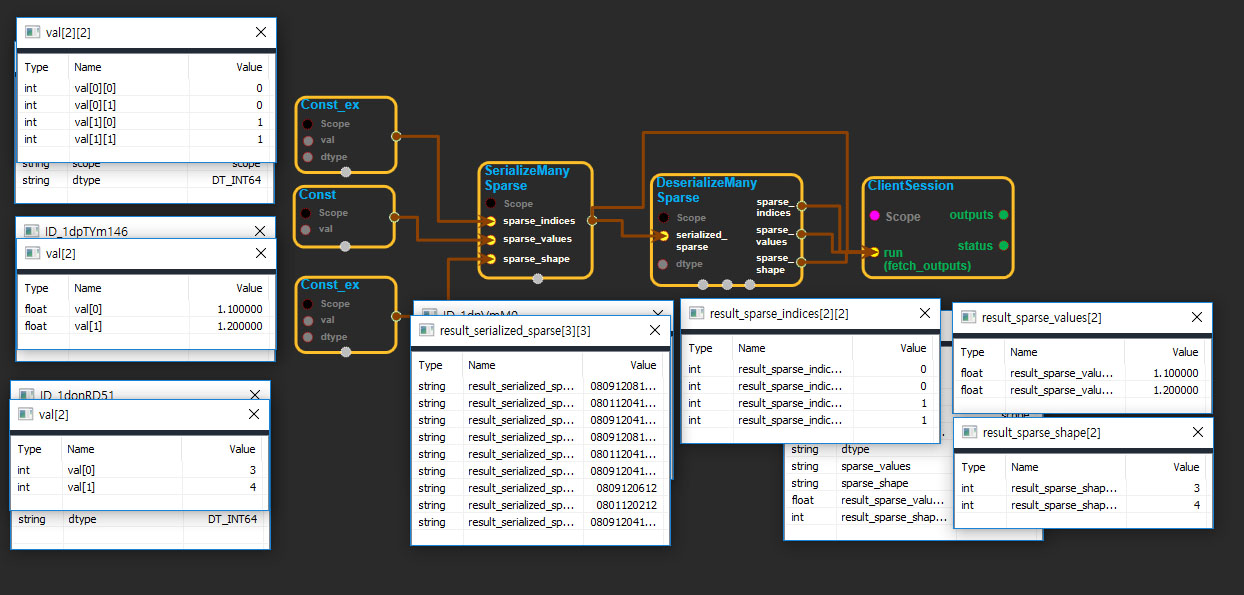 val[2][2]
Type Name Value
int val[0][0] 0
int val[0][1] 0
int val[1][0] 1
int val[1][1] 1
string scope scope
string dtype DT_INT64
ID_1dpTYm146
val[2]
Type Name Value
float val[0] 1.100000
float val[1] 1.200000
ID_1donRD51
val[2]
Type Name Value
int val[0] 3
int val[1] 4
string dtype DT_INT64
Const_ex
Scope
val
dtype
Const
Scope
val
Const_ex
Scope
val
dtype
SerializeMany
Sparse
Scope
sparse_indices
sparse_values
sparse_shape
DeserializeMany
Sparse
Scope
serialized_
sparse
dtype
sparse_
indices
sparse_
values
sparse_
shape
ClientSession
Scope
run
(fetch_outputs)
outputs
status
result_serialized_sparse[3][3]
Type Name Value
string result_serialized_sp... 080912081...
string result_serialized_sp... 080112041...
string result_serialized_sp... 080912041...
string result_serialized_sp... 080912081...
string result_serialized_sp... 080112041...
string result_serialized_sp... 080912041...
string result_serialized_sp... 0809120612
string result_serialized_sp... 0801120212
string result_serialized_sp... 080912041...
result_sparse_indices[2][2]
Type Name Value
int result_sparse_indic... 0
int result_sparse_indic... 0
int result_sparse_indic... 1
int result_sparse_indic... 1
string dtype
string sparse_values
string sparse_shape
float result_sparse_valu...
int result_sparse_shap...
result_sparse_values[2]
Type Name Value
float result_sparse_valu... 1.100000
float result_sparse_valu... 1.200000
result_sparse_shape[2]
Type Name Value
int result_sparse_shap... 3
int result_sparse_shap... 4